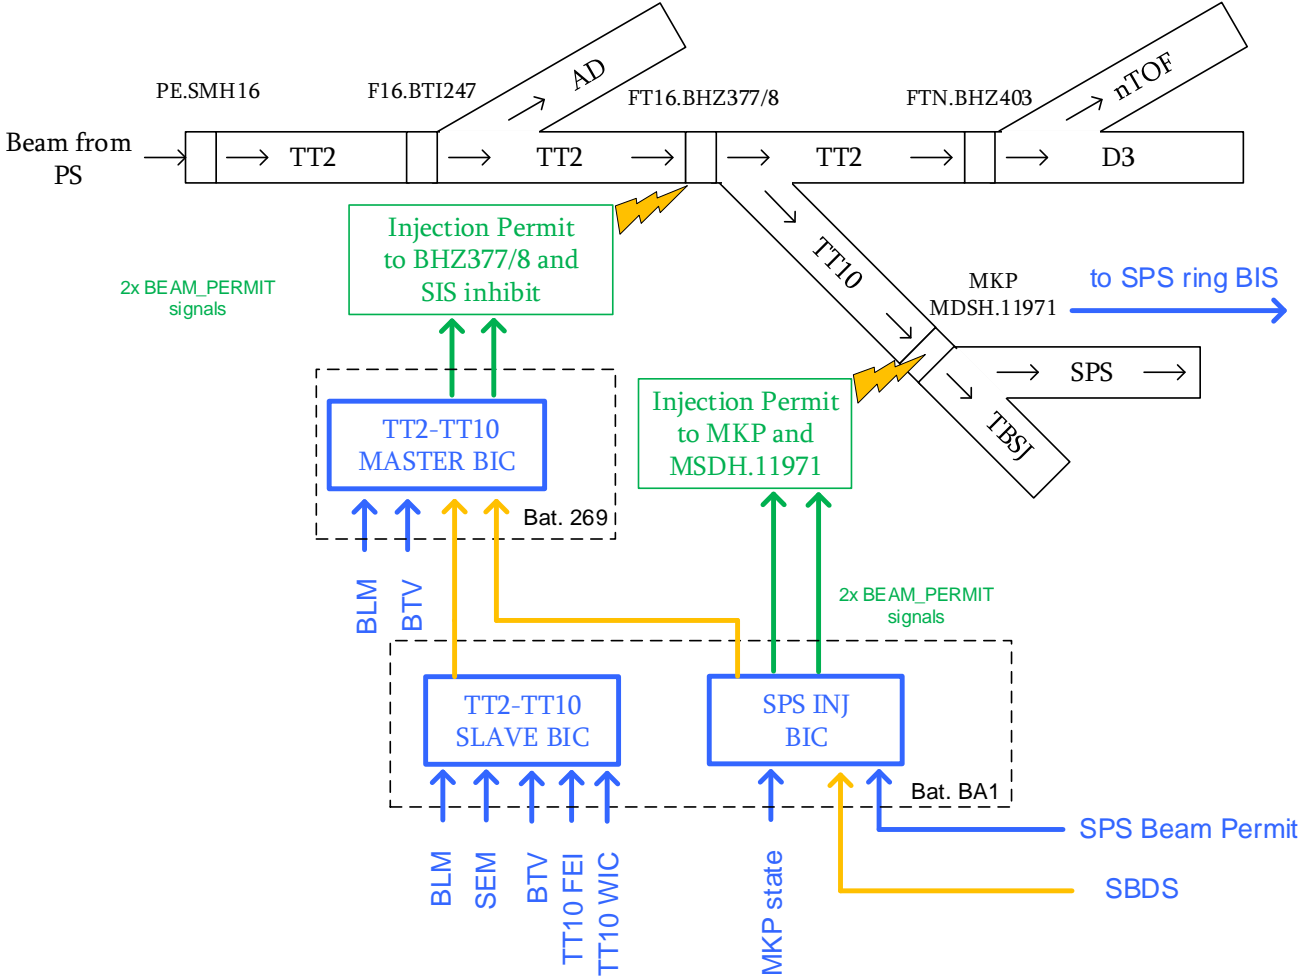 PE.SMH16
F16.BTI247
AD
FT16.BHZ377/8
FTN.BHZ403
nTOF
Beam from
PS
TT2
TT2
TT2
D3
Injection Permit
to BHZ377/8 and
SIS inhibit
2x BEAM_PERMIT
signals
TT10
MKP
MDSH.11971
to SPS ring BIS
SPS
TBSJ
Injection Permit
to MKP and
MSDH.11971
TT2-TT10
MASTER BIC
Bat. 269
BLM
BTV
2x BEAM_PERMIT
signals
TT2-TT10
SLAVE BIC
SPS INJ
BIC
Bat. BA1
BLM
SEM
BTV
TT10 FEI
TT10 WIC
MKP state
SPS Beam Permit
SBDS